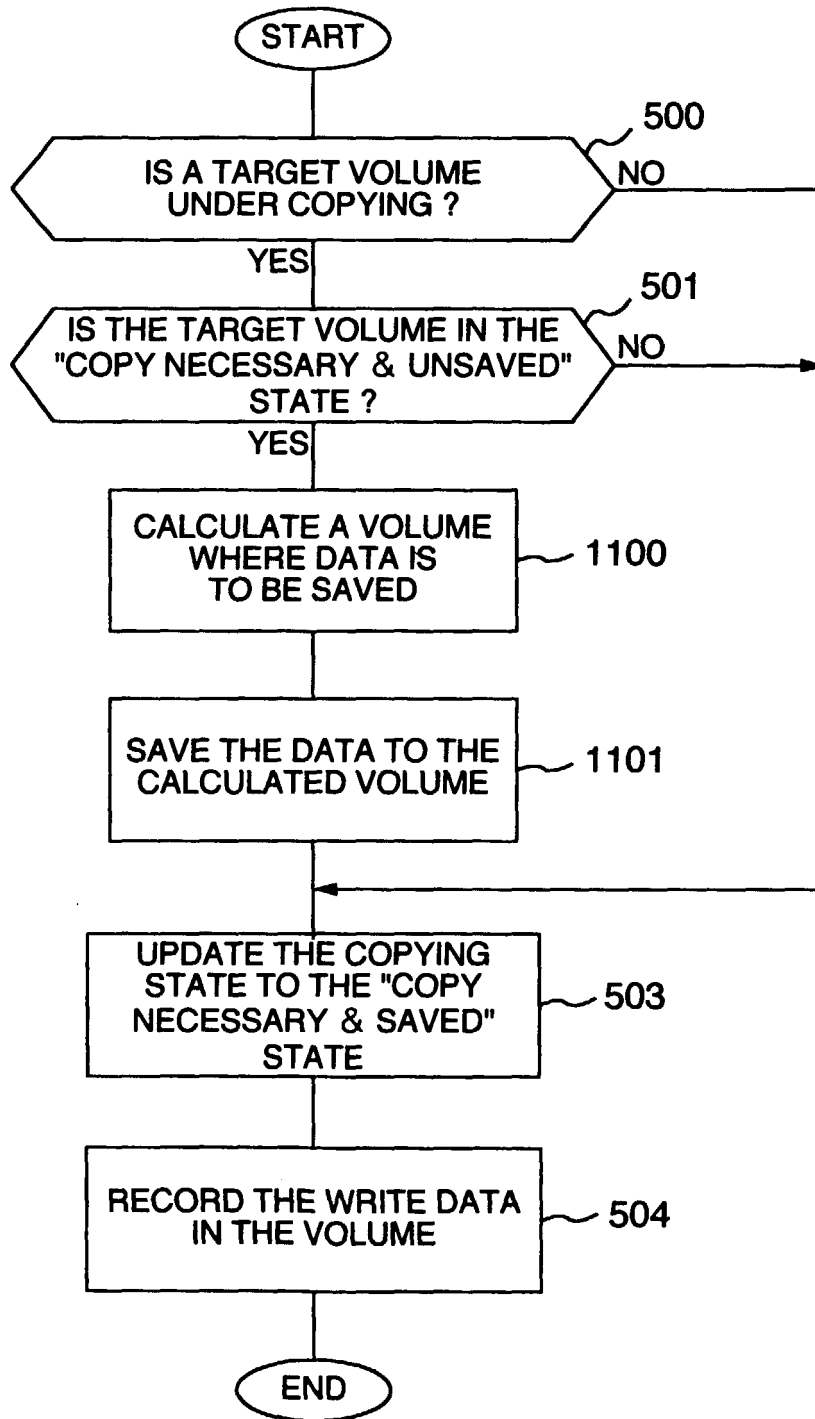 START
500
IS A TARGET VOLUME
UNDER COPYING ?
NO
YES
501
IS THE TARGET VOLUME IN THE
"COPY NECESSARY & UNSAVED"
STATE ?
NO
YES
CALCULATE A VOLUME
WHERE DATA IS
TO BE SAVED
1100
SAVE THE DATA TO THE
CALCULATED VOLUME
1101
UPDATE THE COPYING
STATE TO THE "COPY
NECESSARY & SAVED"
STATE
503
RECORD THE WRITE DATA
IN THE VOLUME
504
END